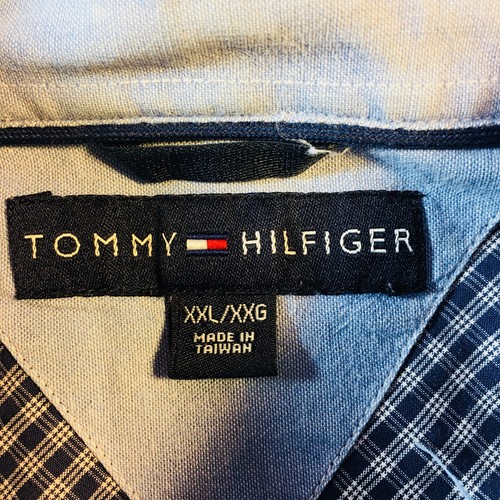 TOMMY HILFIGER
XXL/XXG
MADE IN
TAIWAN